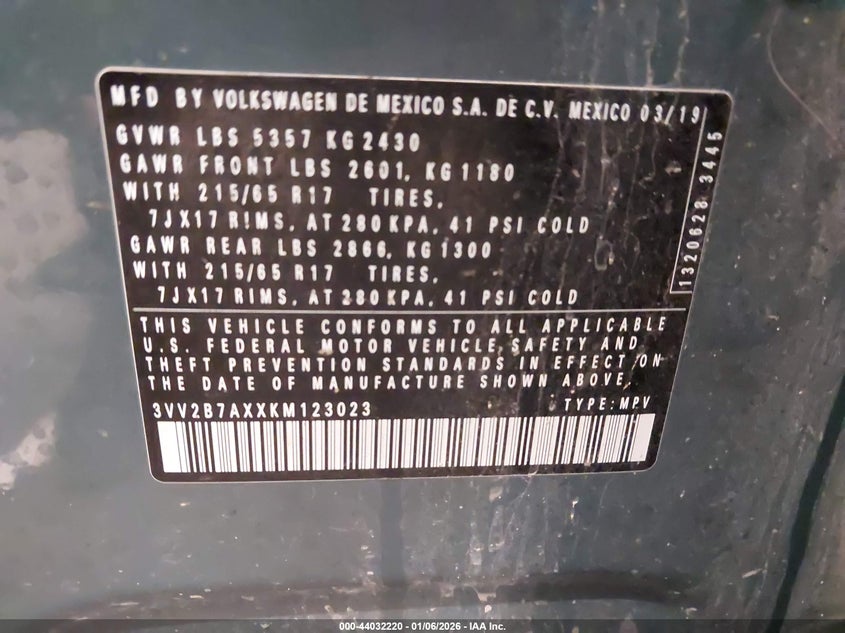 MFD BY VOLKSWAGEN DE MEXICO S.A. DE C.V. MEXICO 03/19
GVWR LBS 5357 KG 2430
GAWR FRONT LBS 2601, KG 1180
WITH 215/65 R17 TIRES,
7JX17 RIMS, AT 280 KPA, 41 PSI COLD
GAWR REAR LBS 2866, KG 1300
WITH 215/65 R17 TIRES,
7JX17 RIMS, AT 280 KPA, 41 PSI COLD
1320628 3445
THIS VEHICLE CONFORMS TO ALL APPLICABLE
U.S. FEDERAL MOTOR VEHICLE SAFETY AND
THEFT PREVENTION STANDARDS IN EFFECT ON
THE DATE OF MANUFACTURE SHOWN ABOVE.
3VV2B7AXXKM123023 TYPE: MPV
000-44032220 - 01/06/2026 - IAA Inc.